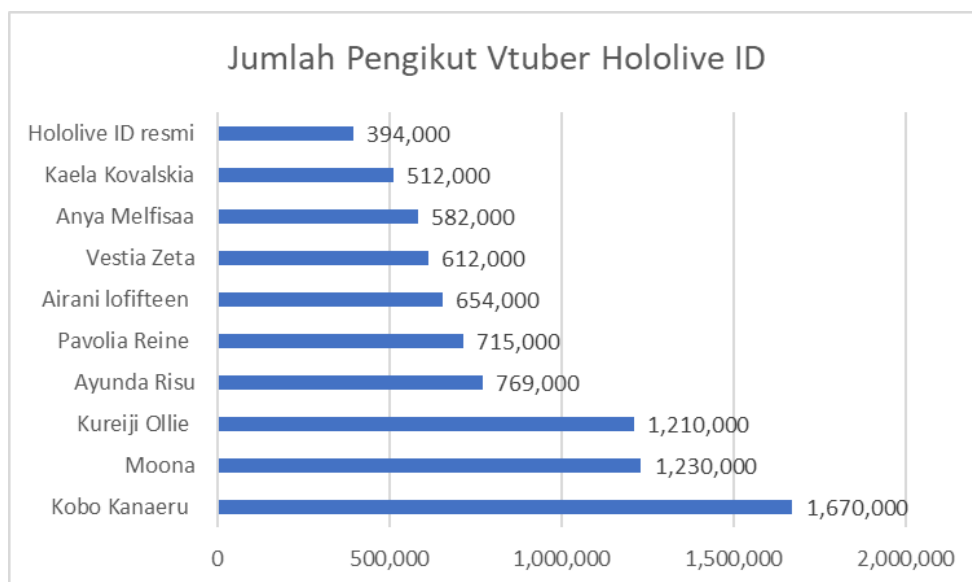 Jumlah Pengikut Vtuber Hololive ID
Hololive ID resmi 394,000
Kaela Kovalskia 512,000
Anya Melfisaa 582,000
Vestia Zeta 612,000
Airani lofifteen 654,000
Pavolia Reine 715,000
Ayunda Risu 769,000
Kureiji Ollie 1,210,000
Moona 1,230,000
Kobo Kanaeru 1,670,000
0 500,000 1,000,000 1,500,000 2,000,000